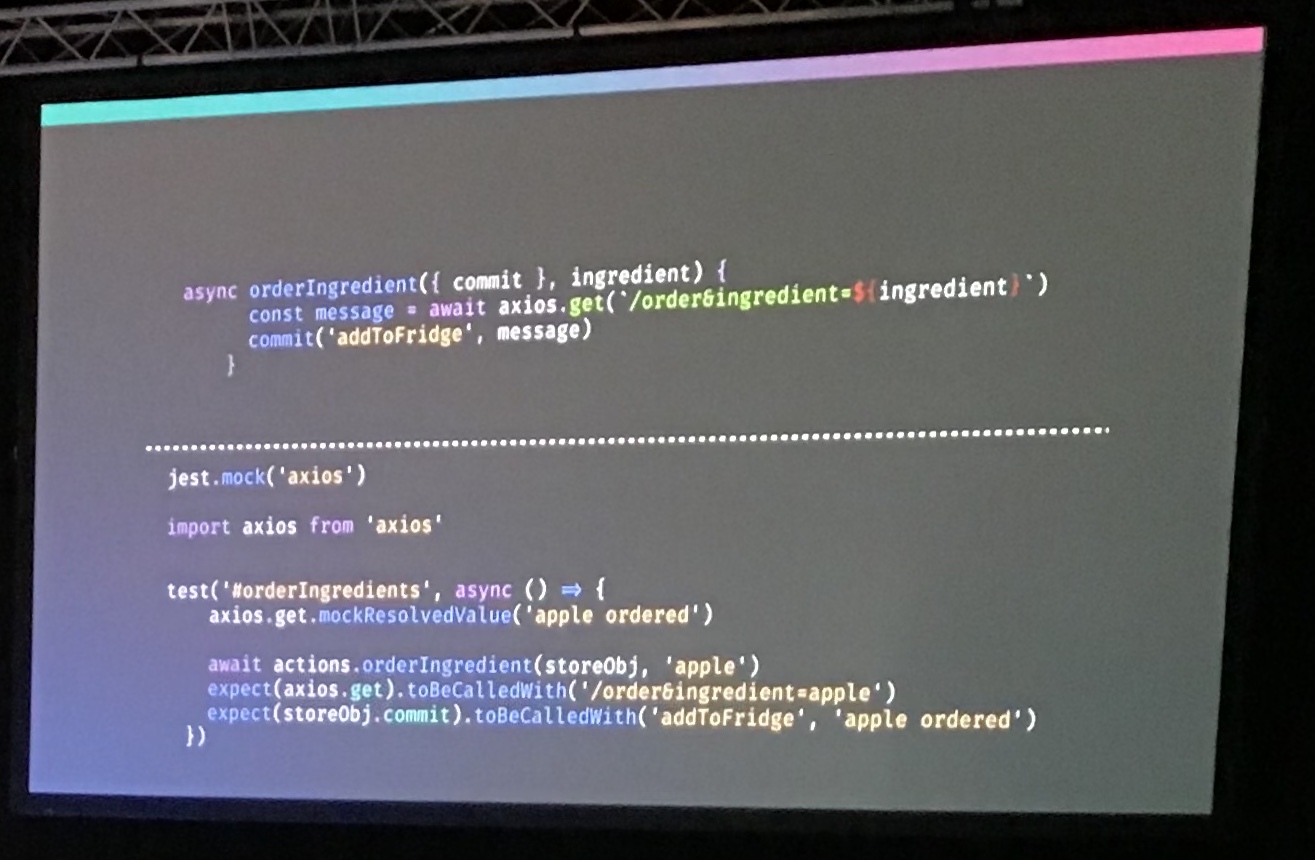 async orderIngredient({ commit }, ingredient) {
const message = await axios.get(`/order&ingredient=${ingredient}`)
commit('addToFridge', message)
}
jest.mock('axios')
import axios from 'axios'
test('#orderIngredients', async () => {
axios.get.mockResolvedValue('apple ordered')
await actions.orderIngredient(storeObj, 'apple')
expect(axios.get).toBeCalledWith('/order&ingredient=apple')
expect(storeObj.commit).toBeCalledWith('addToFridge', 'apple ordered')
})